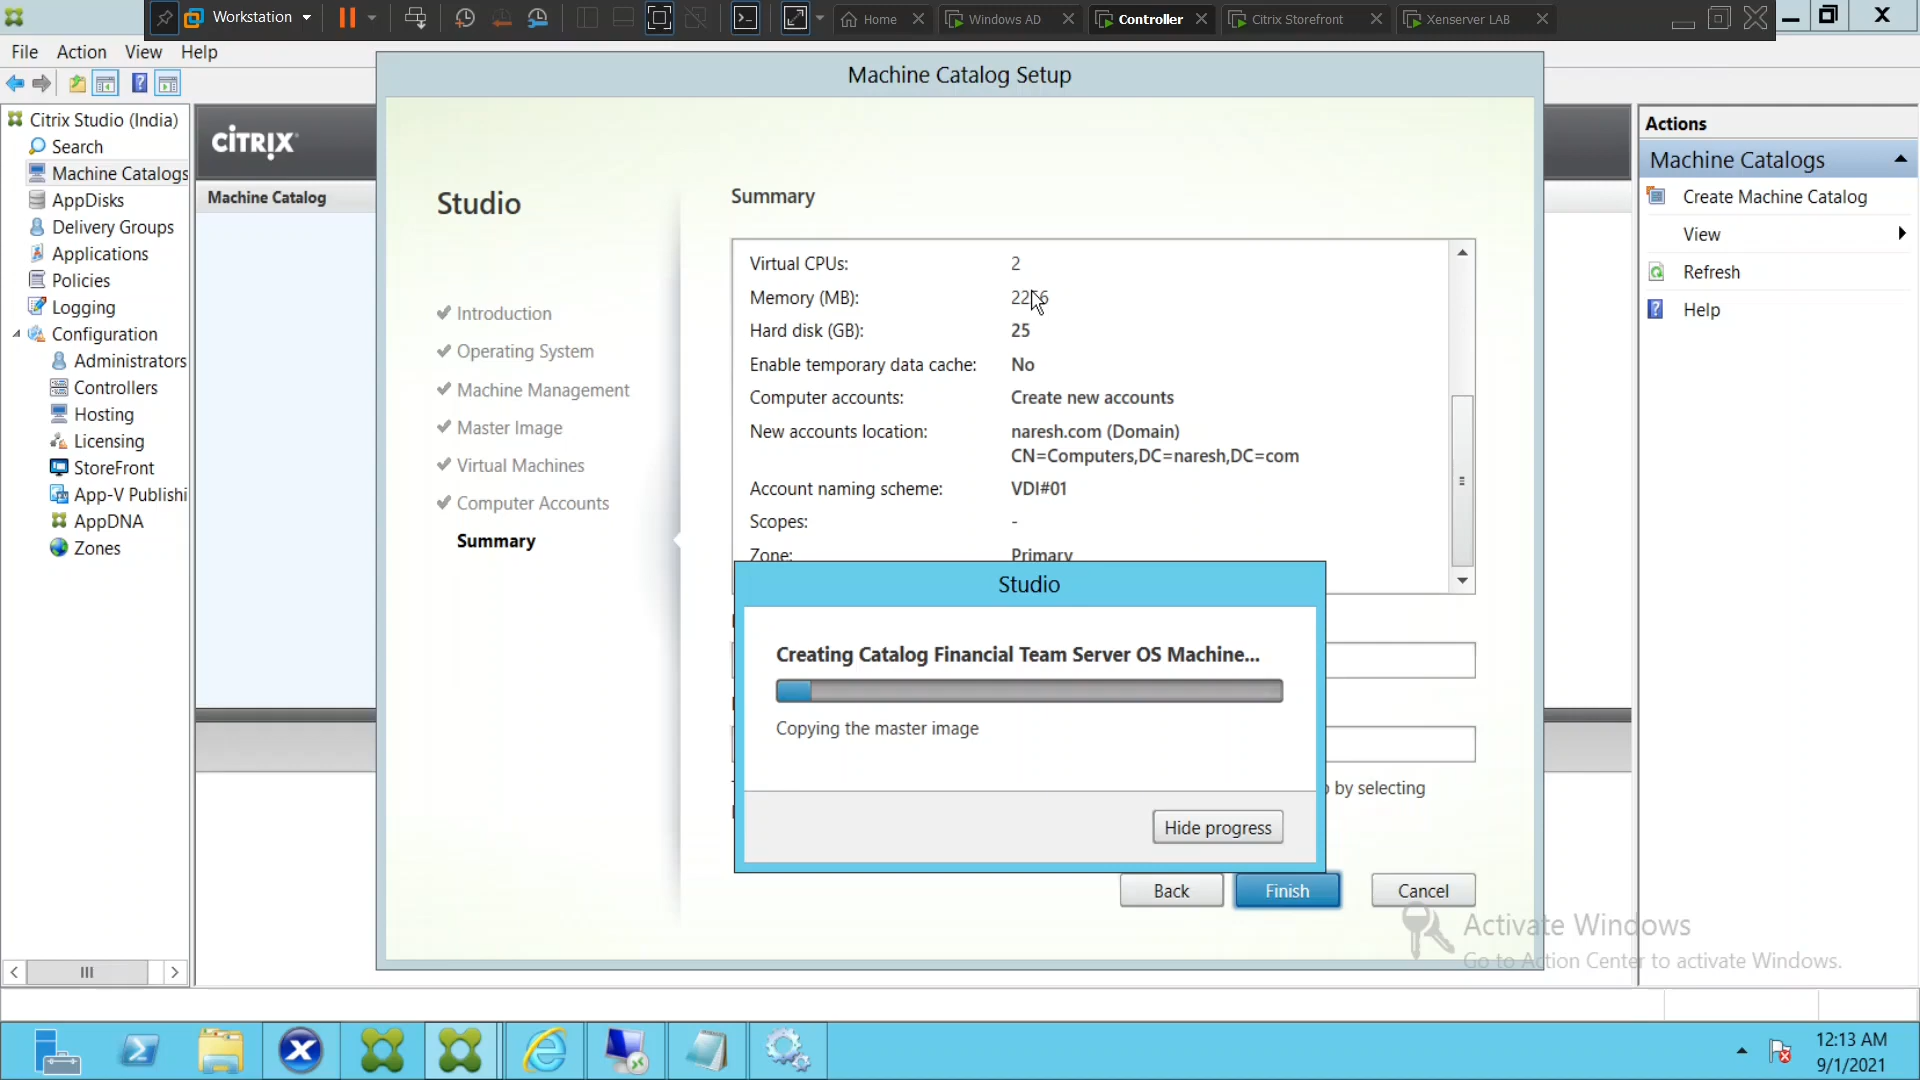 Workstation
Home
Windows AD
Controller
Citrix Storefront
Xenserver LAB
File Action View Help
Citrix Studio (India)
Search
Machine Catalogs
AppDisks
Delivery Groups
Applications
Policies
Logging
Configuration
Administrators
Controllers
Hosting
Licensing
StoreFront
App-V Publishi
AppDNA
Zones
CITRIX
Machine Catalog
Machine Catalog Setup
Studio
Introduction
Operating System
Machine Management
Master Image
Virtual Machines
Computer Accounts
Summary
Summary
Virtual CPUs: 2
Memory (MB):
Hard disk (GB): 25
Enable temporary data cache: No
Computer accounts: Create new accounts
New accounts location: naresh.com (Domain)
CN=Computers,DC=naresh,DC=com
Account naming scheme: VDI#01
Scopes: -
Zone: Primary
Studio
Creating Catalog Financial Team Server OS Machine...
Copying the master image
Hide progress
by selecting
Back
Finish
Cancel
Actions
Machine Catalogs
Create Machine Catalog
View
Refresh
Help
Activate Windows
Go to Action Center to activate Windows.
12:13 AM
9/1/2021